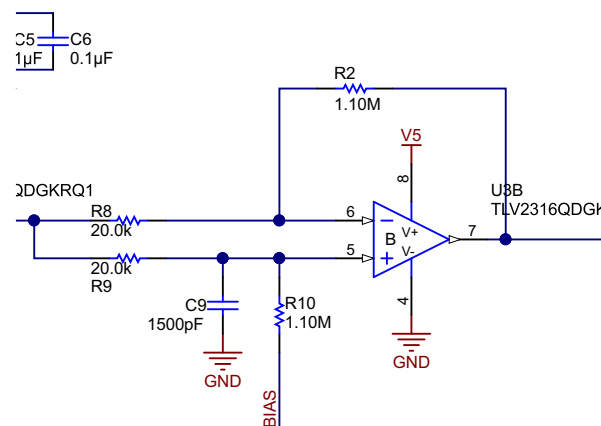 C5
C6
1µF
0.1µF
R2
1.10M
V5
QDGKRQ1
8
U3B
TLV2316QDGK
R8
20.0k
6
V+
B
7
5
V-
20.0k
R9
C9
1500pF
R10
1.10M
4
GND
GND
BIAS